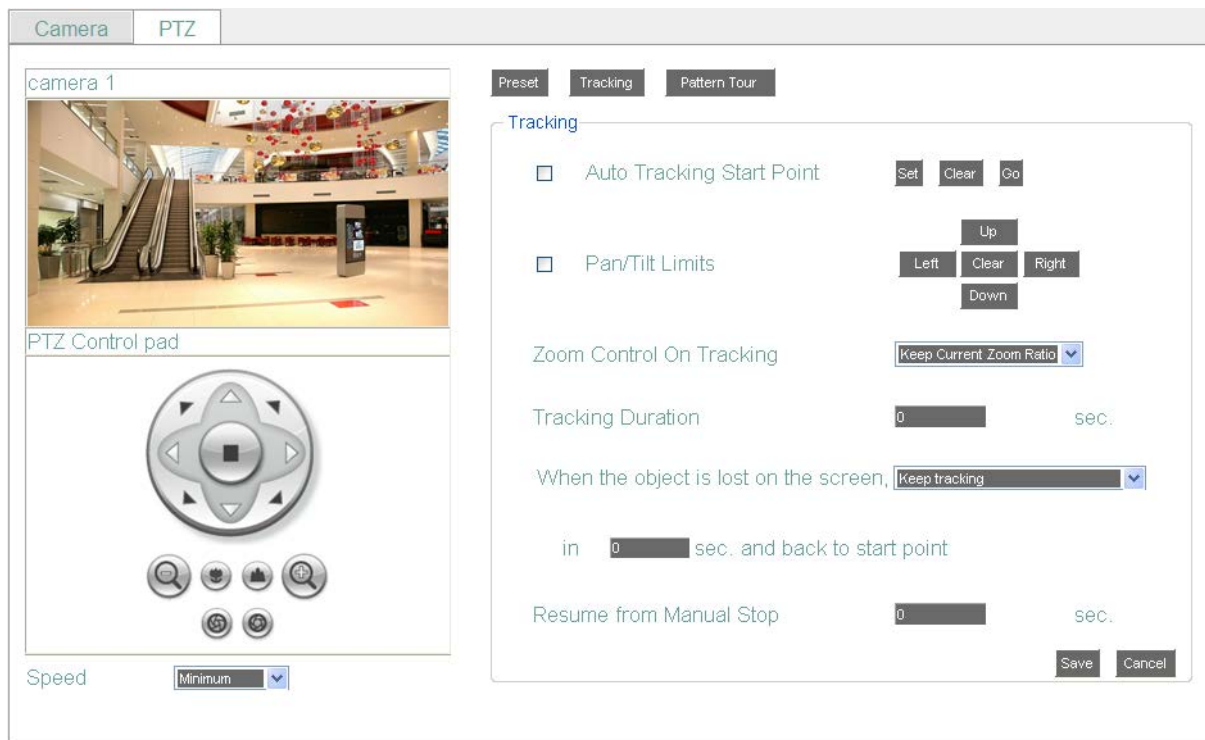 Camera PTZ
camera 1
PTZ Control pad
Speed Minimum
Preset Tracking Pattern Tour
Tracking
Auto Tracking Start Point Set Clear Go
Up
Pan/Tilt Limits Left Clear Right
Down
Zoom Control On Tracking Keep Current Zoom Ratio
Tracking Duration 0 sec.
When the object is lost on the screen, Keep tracking
in 0 sec. and back to start point
Resume from Manual Stop 0 sec.
Save Cancel